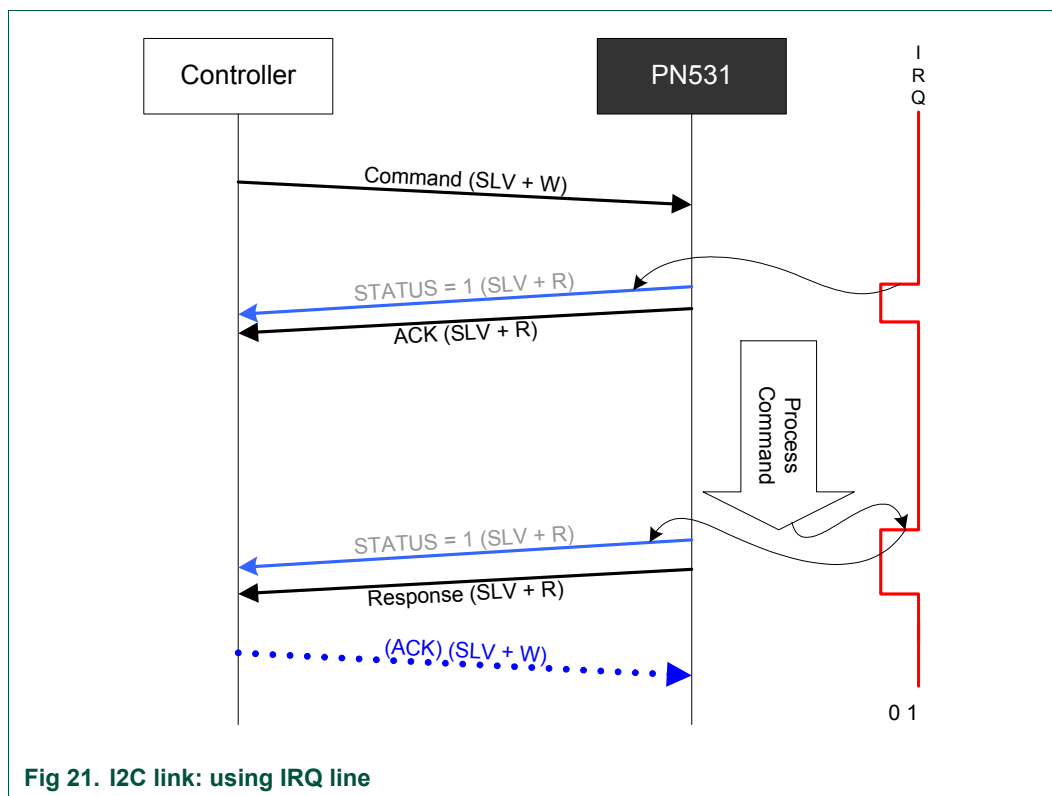 Controller
PN531
I
R
Q
Command (SLV + W)
STATUS = 1 (SLV + R)
ACK (SLV + R)
Process
Command
STATUS = 1 (SLV + R)
Response (SLV + R)
(ACK) (SLV + W)
0 1
Fig 21. I2C link: using IRQ line